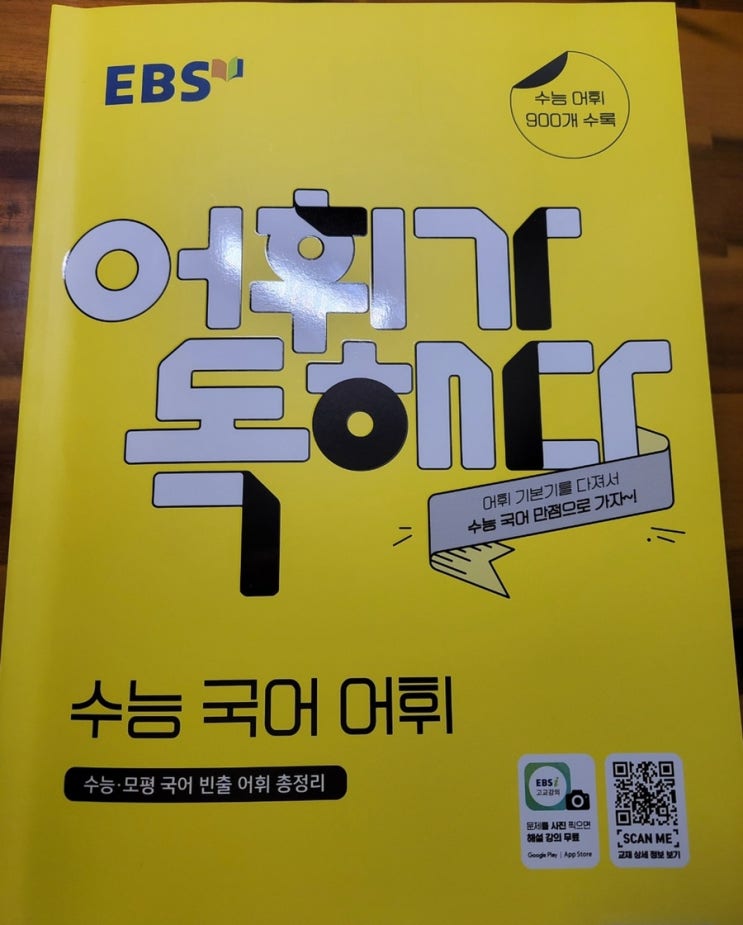 EBS
수능 어휘
900개 수록
어휘가
독해다
어휘 기본기를 다져서
수능 국어 만점으로 가자~!
수능 국어 어휘
수능·모평 국어 빈출 어휘 총정리
EBSi
고교강의
문제를 사진 찍으면
해설 강의 무료
Google Play | App Store
SCAN ME
교재 상세 정보 보기